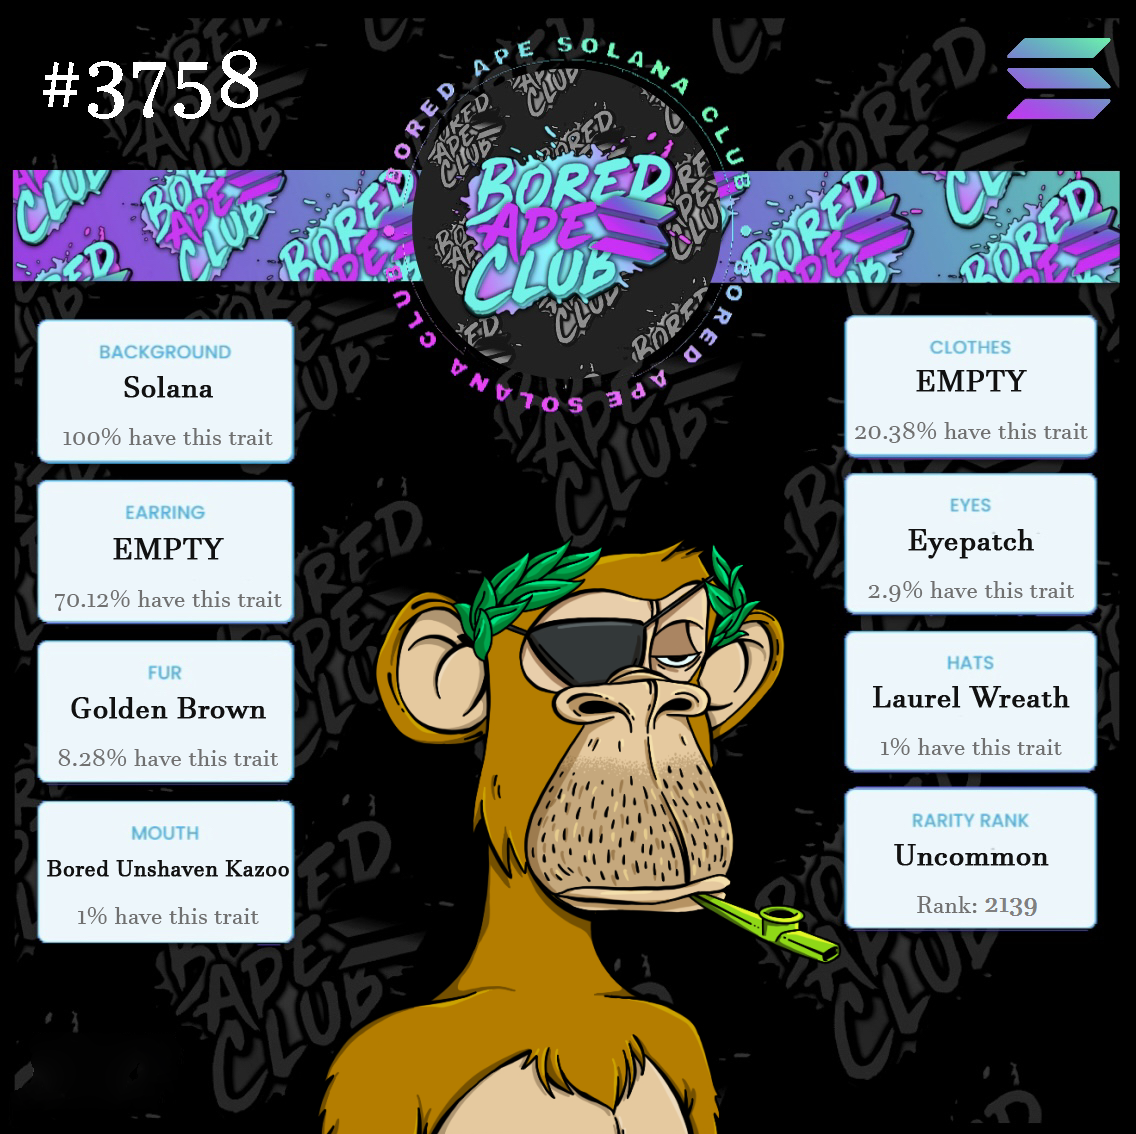 #3758
BORED APE SOLANA CLUB
BORED
APE
CLUB
BORED APE SOLANA CLUB
BACKGROUND
Solana
100% have this trait
EARRING
EMPTY
70.12% have this trait
FUR
Golden Brown
8.28% have this trait
MOUTH
Bored Unshaven Kazoo
1% have this trait
CLOTHES
EMPTY
20.38% have this trait
EYES
Eyepatch
2.9% have this trait
HATS
Laurel Wreath
1% have this trait
RARITY RANK
Uncommon
Rank: 2139